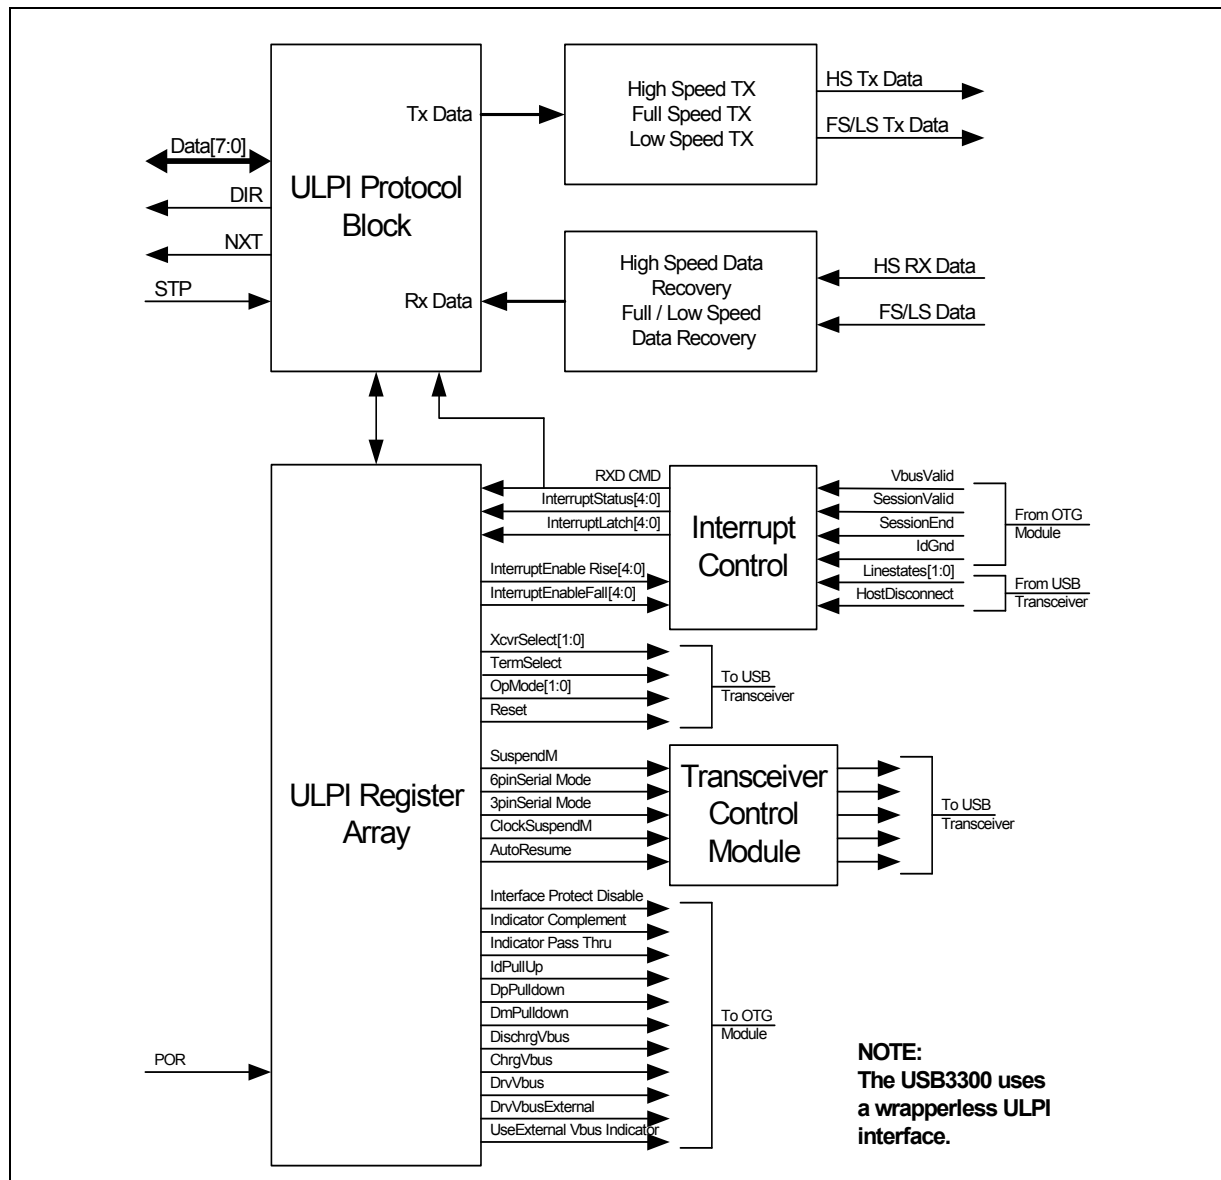 High Speed TX
Full Speed TX
Low Speed TX
HS Tx Data
FS/LS Tx Data
Tx Data
Data[7:0]
DIR
NXT
STP
ULPI Protocol
Block
Rx Data
High Speed Data
Recovery
Full / Low Speed
Data Recovery
HS RX Data
FS/LS Data
RXD CMD
InterruptStatus[4:0]
InterruptLatch[4:0]
InterruptEnable Rise[4:0]
InterruptEnableFall[4:0]
Interrupt
Control
VbusValid
SessionValid
SessionEnd
IdGnd
Linestates[1:0]
HostDisconnect
From OTG
Module
From USB
Transceiver
XcvrSelect[1:0]
TermSelect
OpMode[1:0]
Reset
To USB
Transceiver
ULPI Register
Array
SuspendM
6pinSerial Mode
3pinSerial Mode
ClockSuspendM
AutoResume
Transceiver
Control
Module
To USB
Transceiver
Interface Protect Disable
Indicator Complement
Indicator Pass Thru
IdPullUp
DpPulldown
DmPulldown
DischrgVbus
ChrgVbus
DrvVbus
DrvVbusExternal
UseExternal Vbus Indicator
To OTG
Module
POR
NOTE:
The USB3300 uses
a wrapperless ULPI
interface.